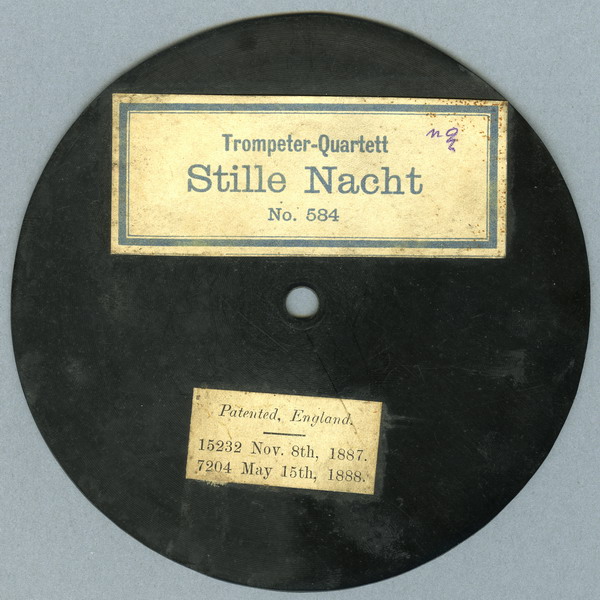 Trompeter-Quartett
Stille Nacht
No. 584
Patented, England.
15232 Nov. 8th, 1887.
7204 May 15th, 1888.